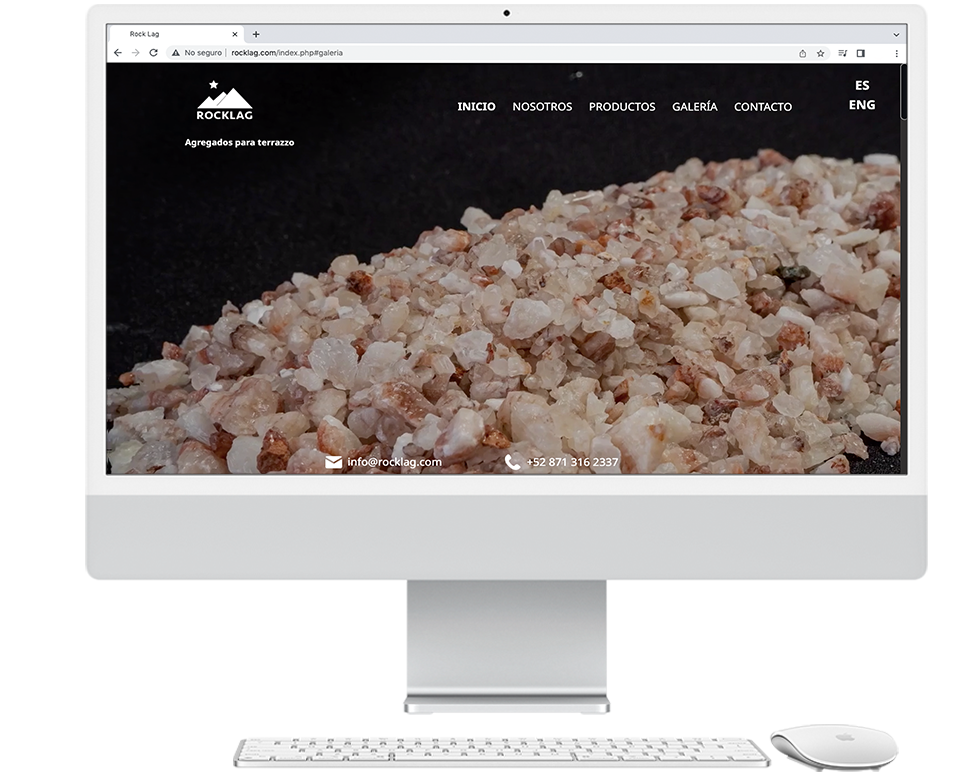 Rock Lag
No seguro | rocklag.com/index.php#galeria
ROCKLAG
Agregados para terrazzo
INICIO NOSOTROS PRODUCTOS GALERÍA CONTACTO
ES
ENG
info@rocklag.com +52 871 316 2337